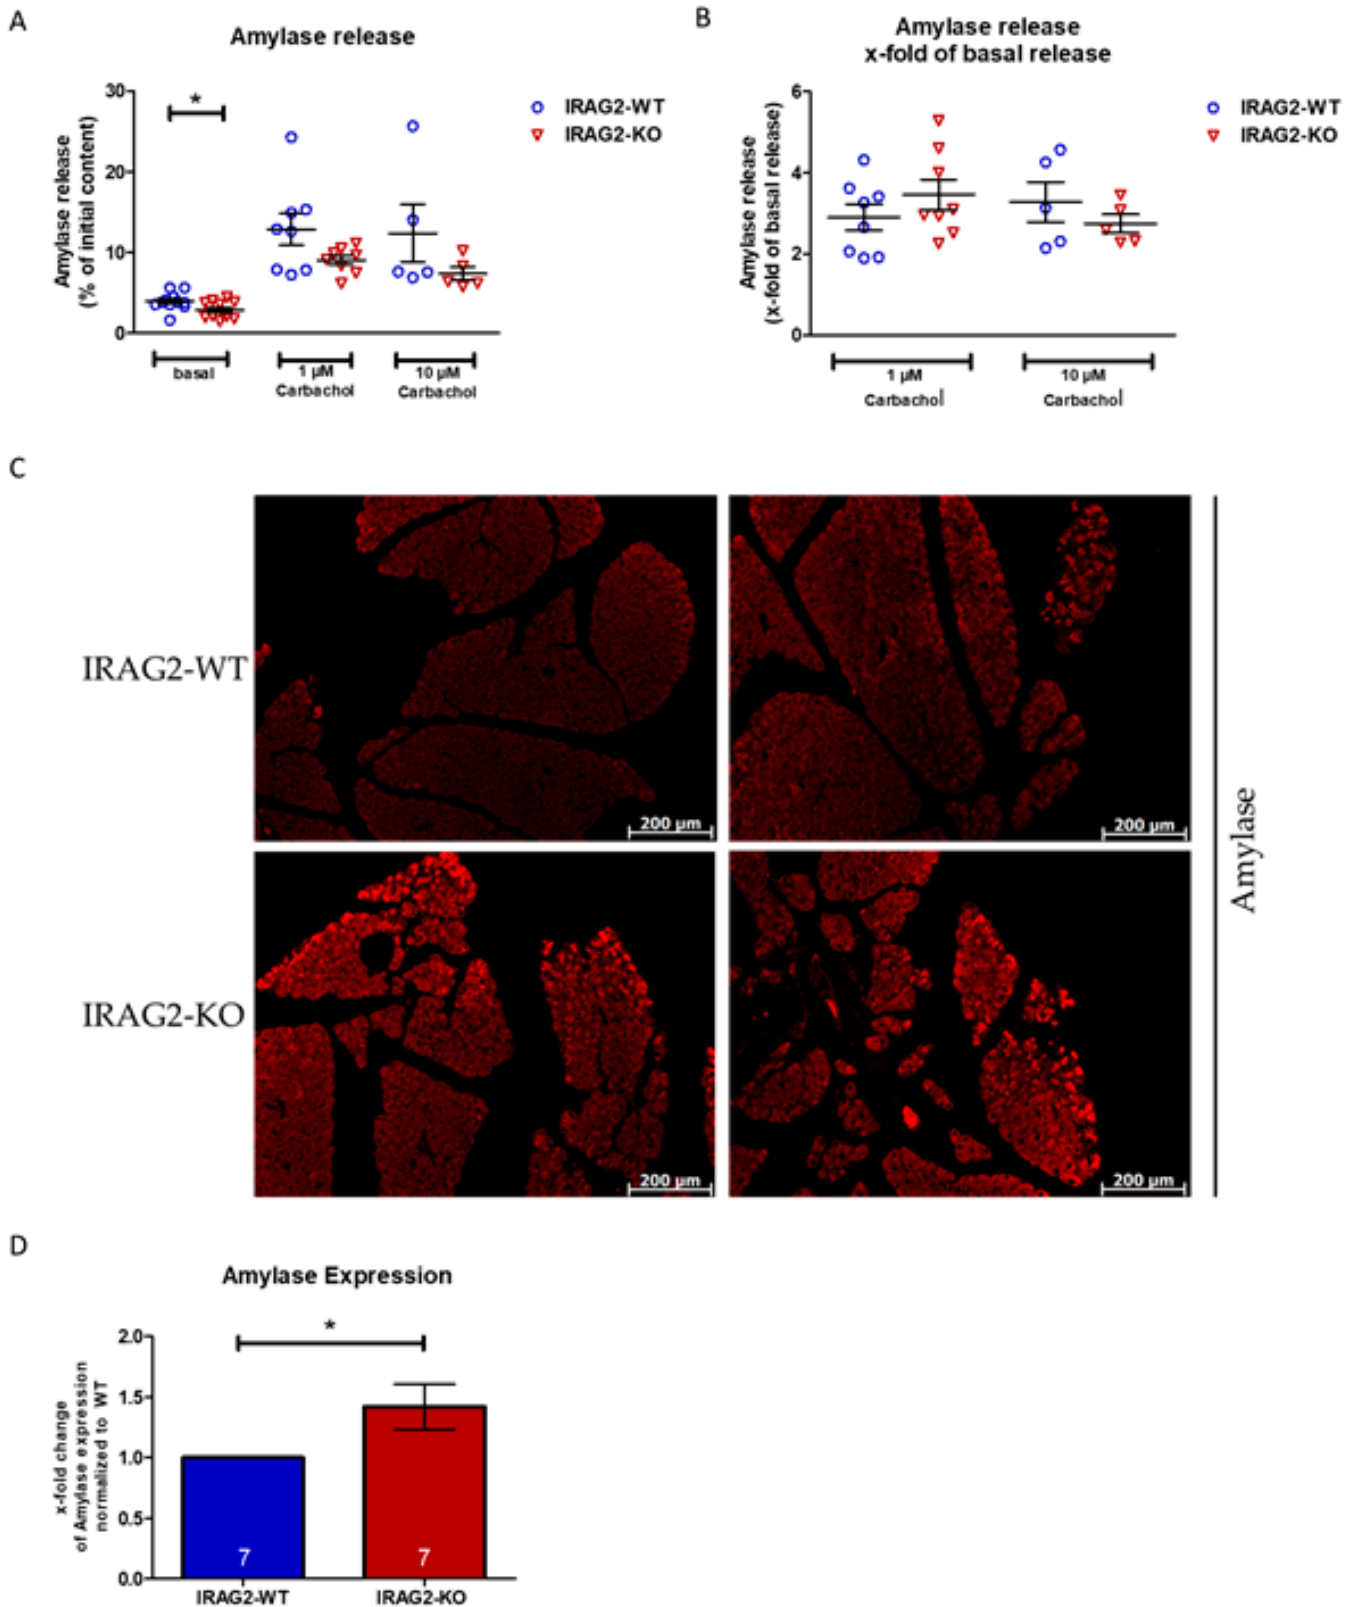 A
Amylase release
Amylase release
(% of initial content)
30
20
10
0
*
basal
1 µM
Carbachol
10 µM
Carbachol
IRAG2-WT
IRAG2-KO
B
Amylase release
x-fold of basal release
Amylase release
(x-fold of basal release)
6
4
2
0
1 µM
Carbachol
10 µM
Carbachol
IRAG2-WT
IRAG2-KO
C
IRAG2-WT
200 µm
200 µm
IRAG2-KO
200 µm
200 µm
Amylase
D
Amylase Expression
x-fold change
of Amylase expression
normalized to WT
2.0
1.5
1.0
0.5
0.0
*
7
7
IRAG2-WT
IRAG2-KO